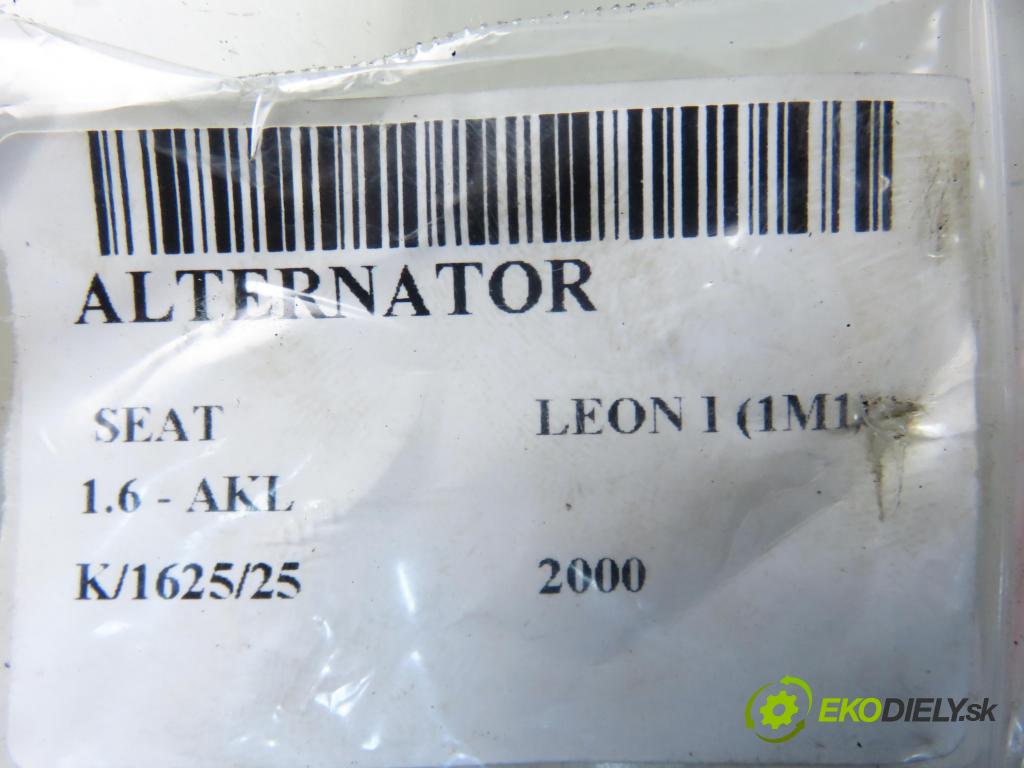 ALTERNATOR
SEAT LEON I (1M1)
1.6 - AKL
K/1625/25 2000
EKODIELY.sk